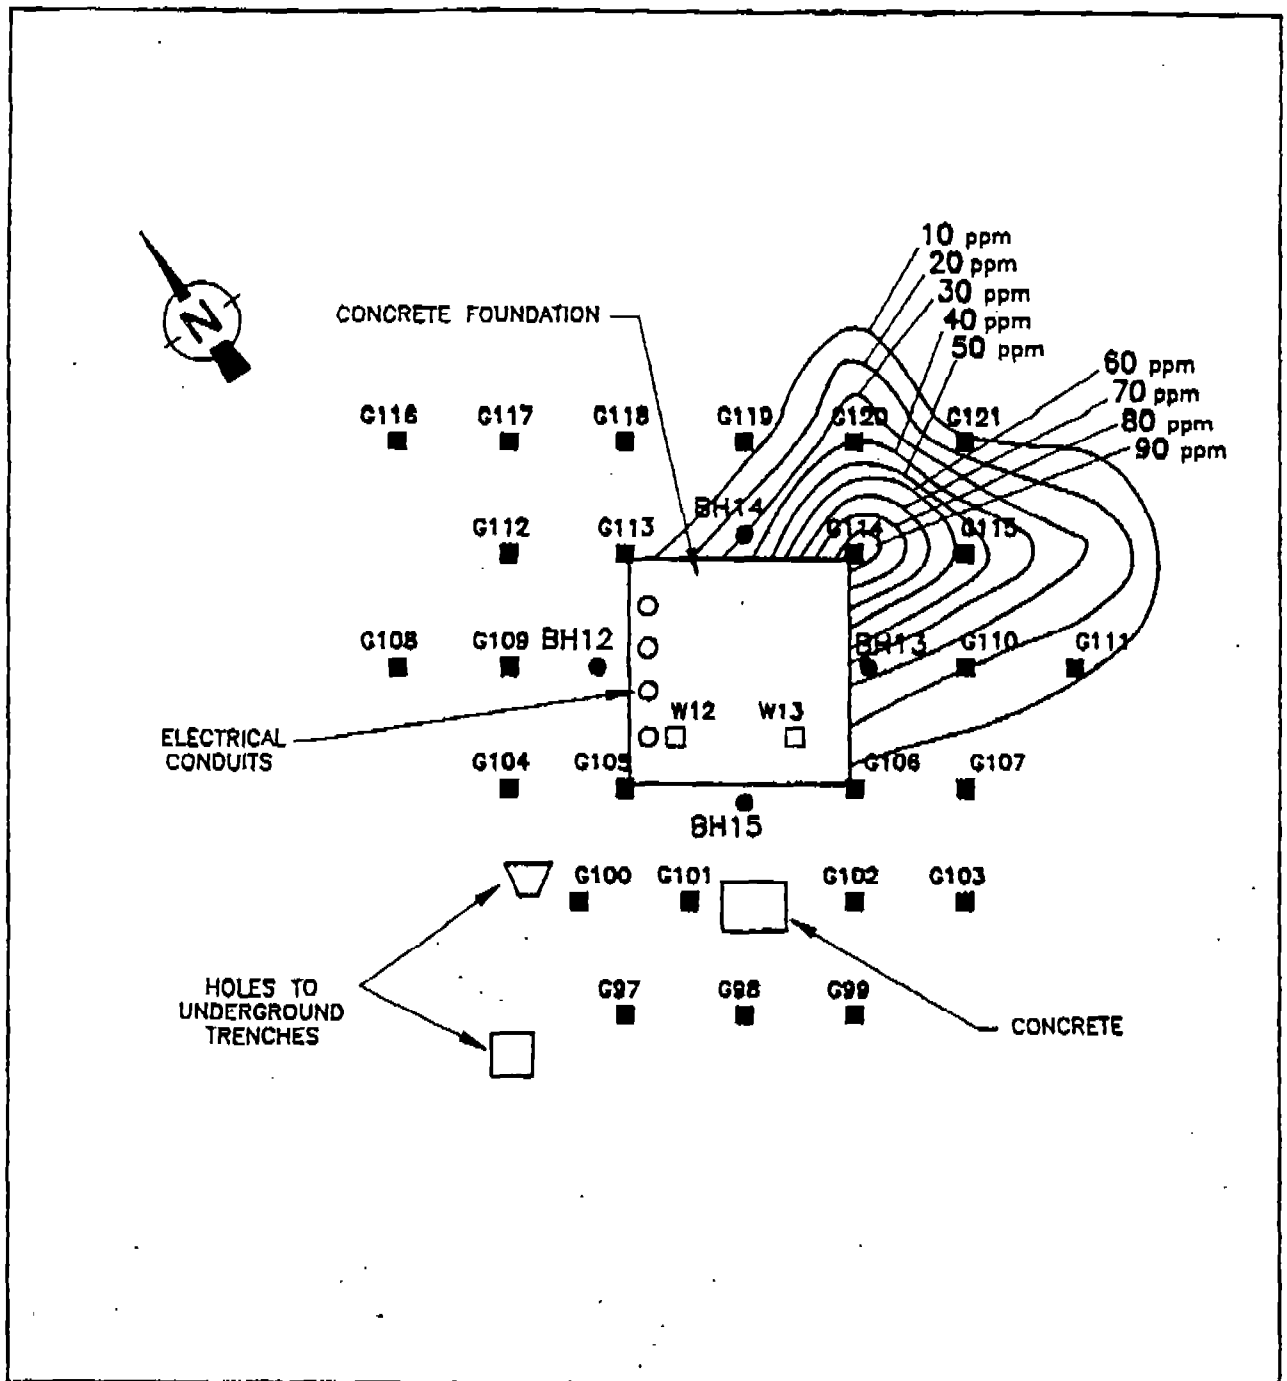 10 ppm
20 ppm
30 ppm
40 ppm
50 ppm
60 ppm
70 ppm
80 ppm
90 ppm
N
CONCRETE FOUNDATION
G116 G117 G118 G119 G120 G121
BH14
G112 G113 G114 G115
G108 G109 BH12 BH13 G110 G111
W12 W13
ELECTRICAL
CONDUITS
G104 G105 G106 G107
BH15
G100 G101 G102 G103
HOLES TO
UNDERGROUND
TRENCHES
G97 G98 G99
CONCRETE